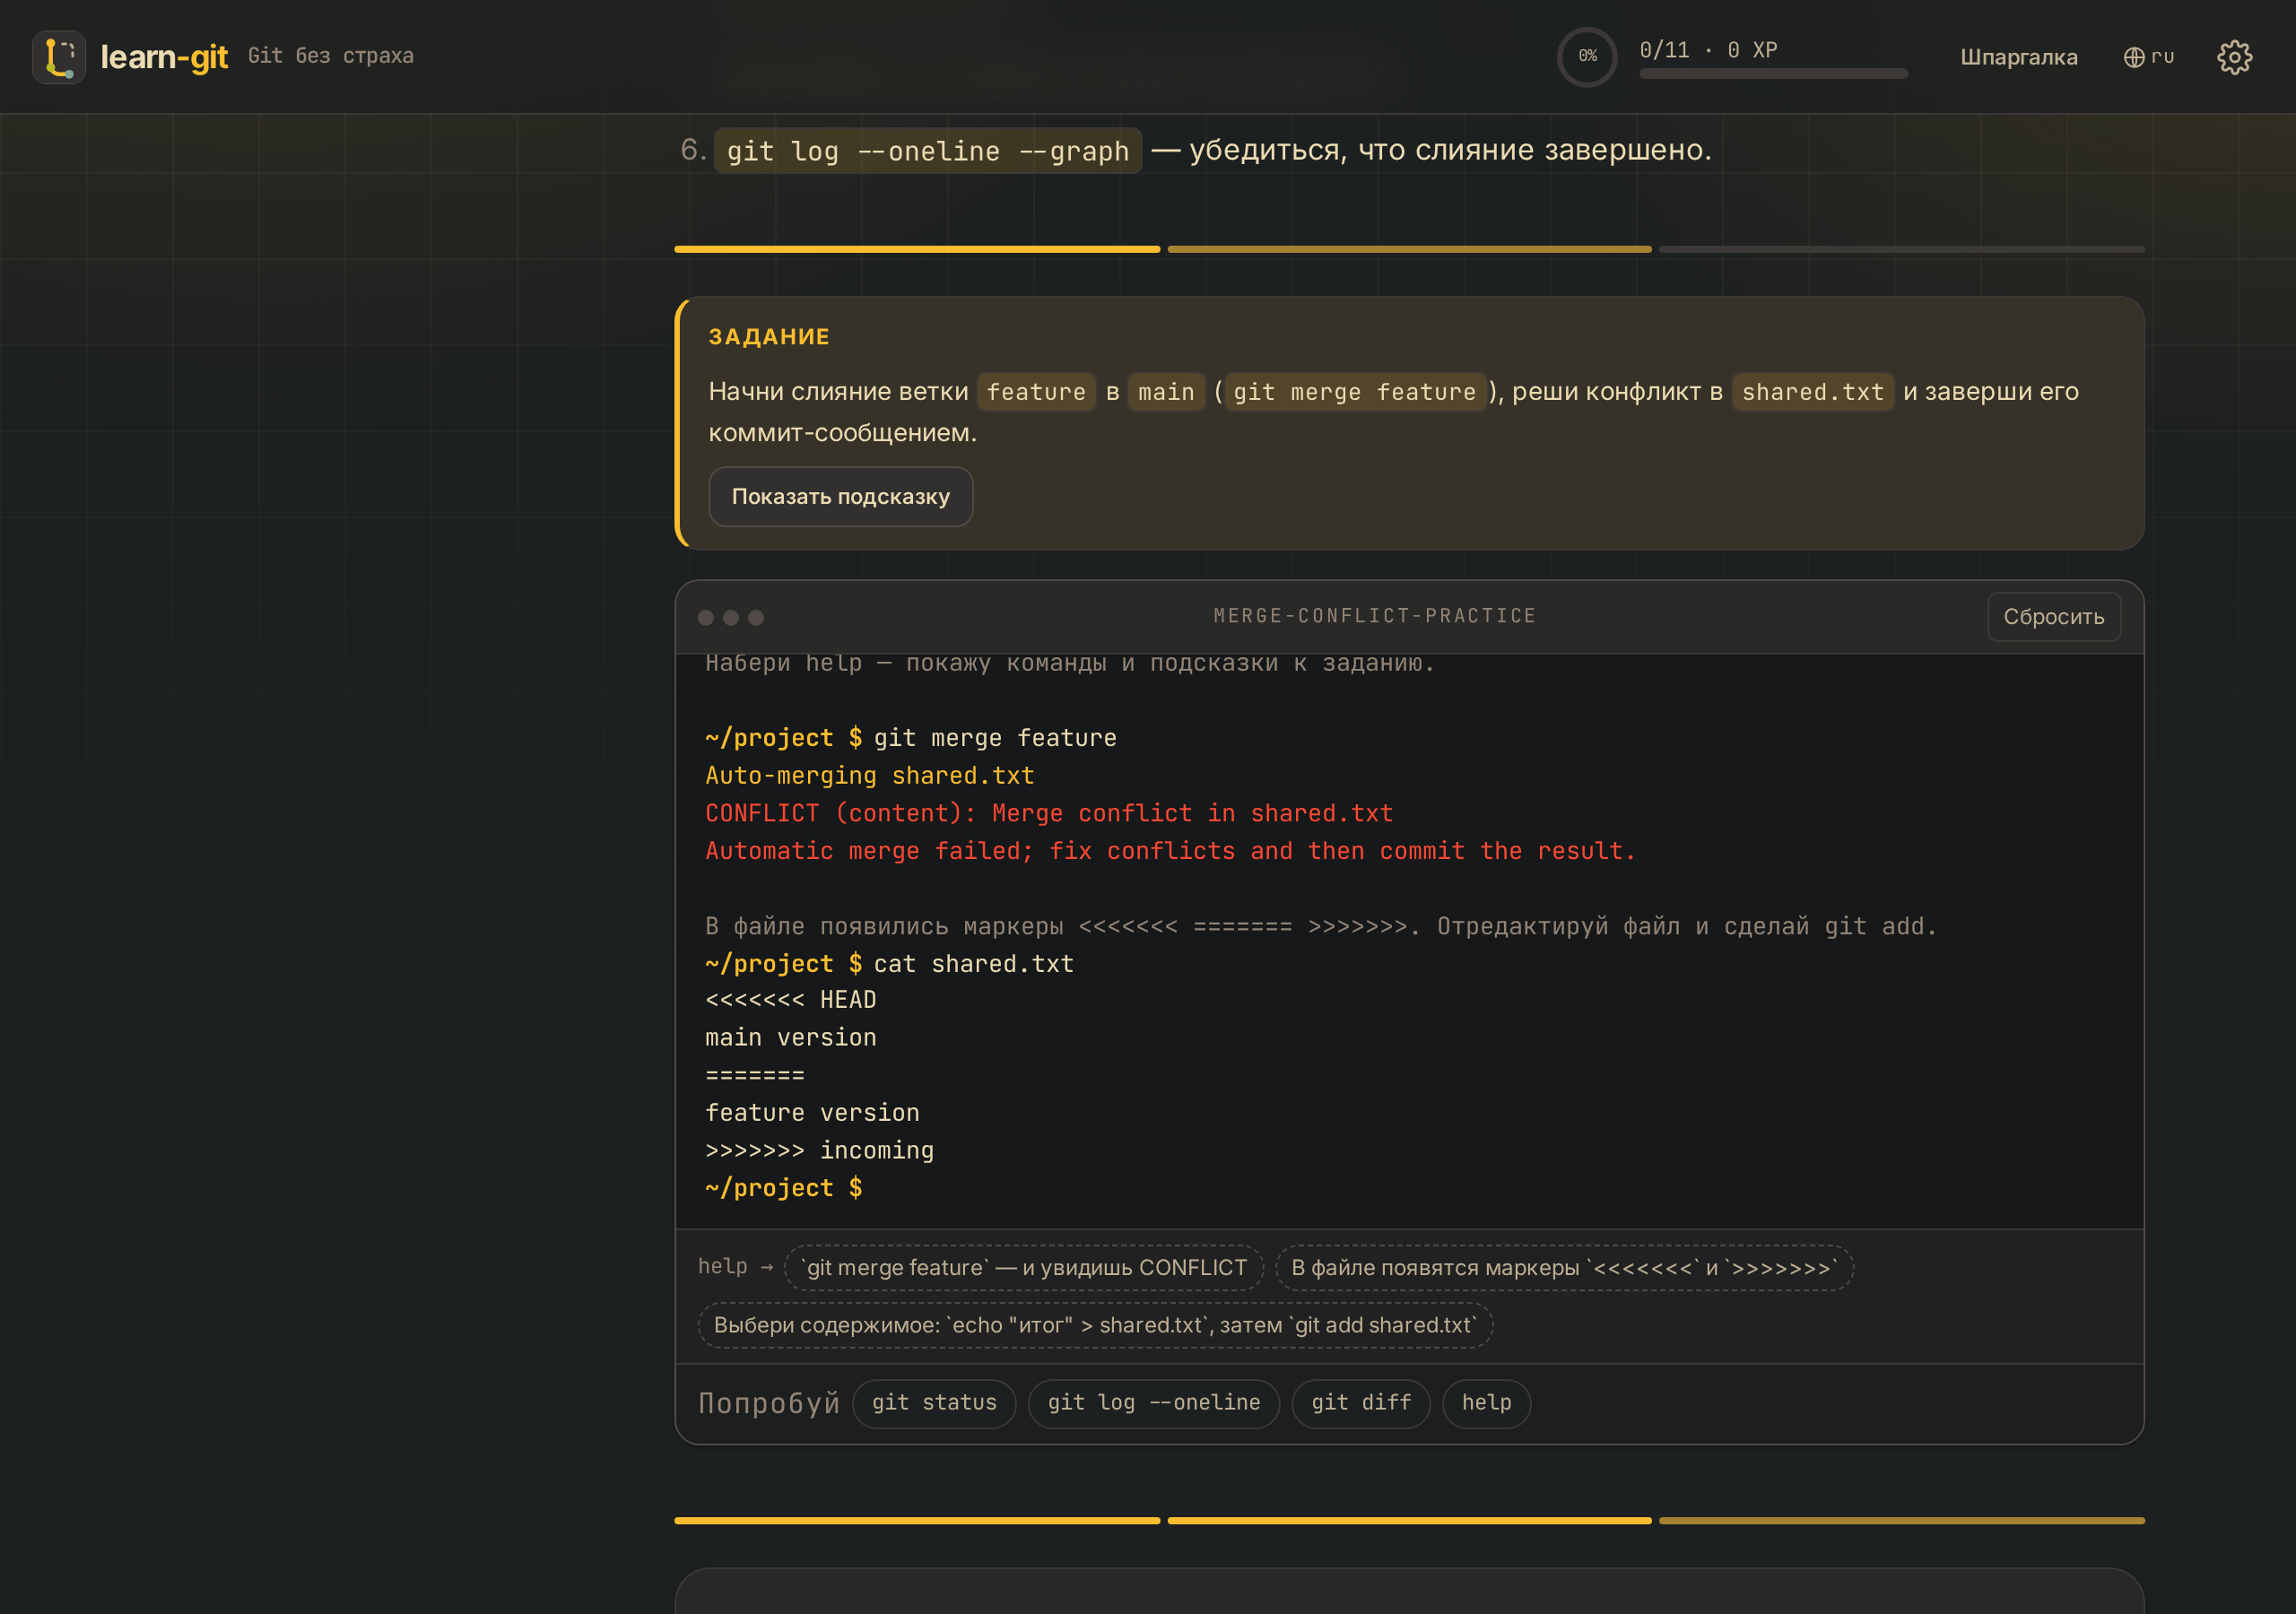 learn-git Git без страха 0% 0/11 · 0 XP Шпаргалка ru
6. git log --oneline --graph — убедиться, что слияние завершено.
ЗАДАНИЕ
Начни слияние ветки feature в main (git merge feature), реши конфликт в shared.txt и заверши его
коммит-сообщением.
Показать подсказку
MERGE-CONFLICT-PRACTICE Сбросить
Набери help — покажу команды и подсказки к заданию.
~/project $ git merge feature
Auto-merging shared.txt
CONFLICT (content): Merge conflict in shared.txt
Automatic merge failed; fix conflicts and then commit the result.
В файле появились маркеры <<<<<<< ======= >>>>>>>. Отредактируй файл и сделай git add.
~/project $ cat shared.txt
<<<<<<< HEAD
main version
=======
feature version
>>>>>>> incoming
~/project $
help → `git merge feature` — и увидишь CONFLICT В файле появятся маркеры `<<<<<<<` и `>>>>>>>`
Выбери содержимое: `echo "итог" > shared.txt`, затем `git add shared.txt`
Попробуй git status git log --oneline git diff help